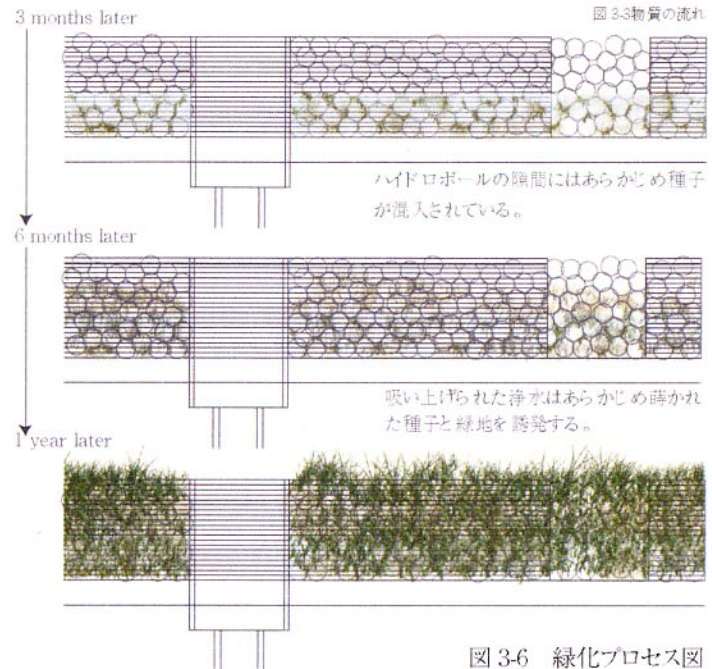 3 months later
図 3-3物質の流れ
ハイドロボールの隙間にはあらかじめ種子
が混入されている。
6 months later
吸い上げられた浄水はあらかじめ蒔かれ
た種子と緑地を誘発する。
1 year later
図 3-6 緑化プロセス図